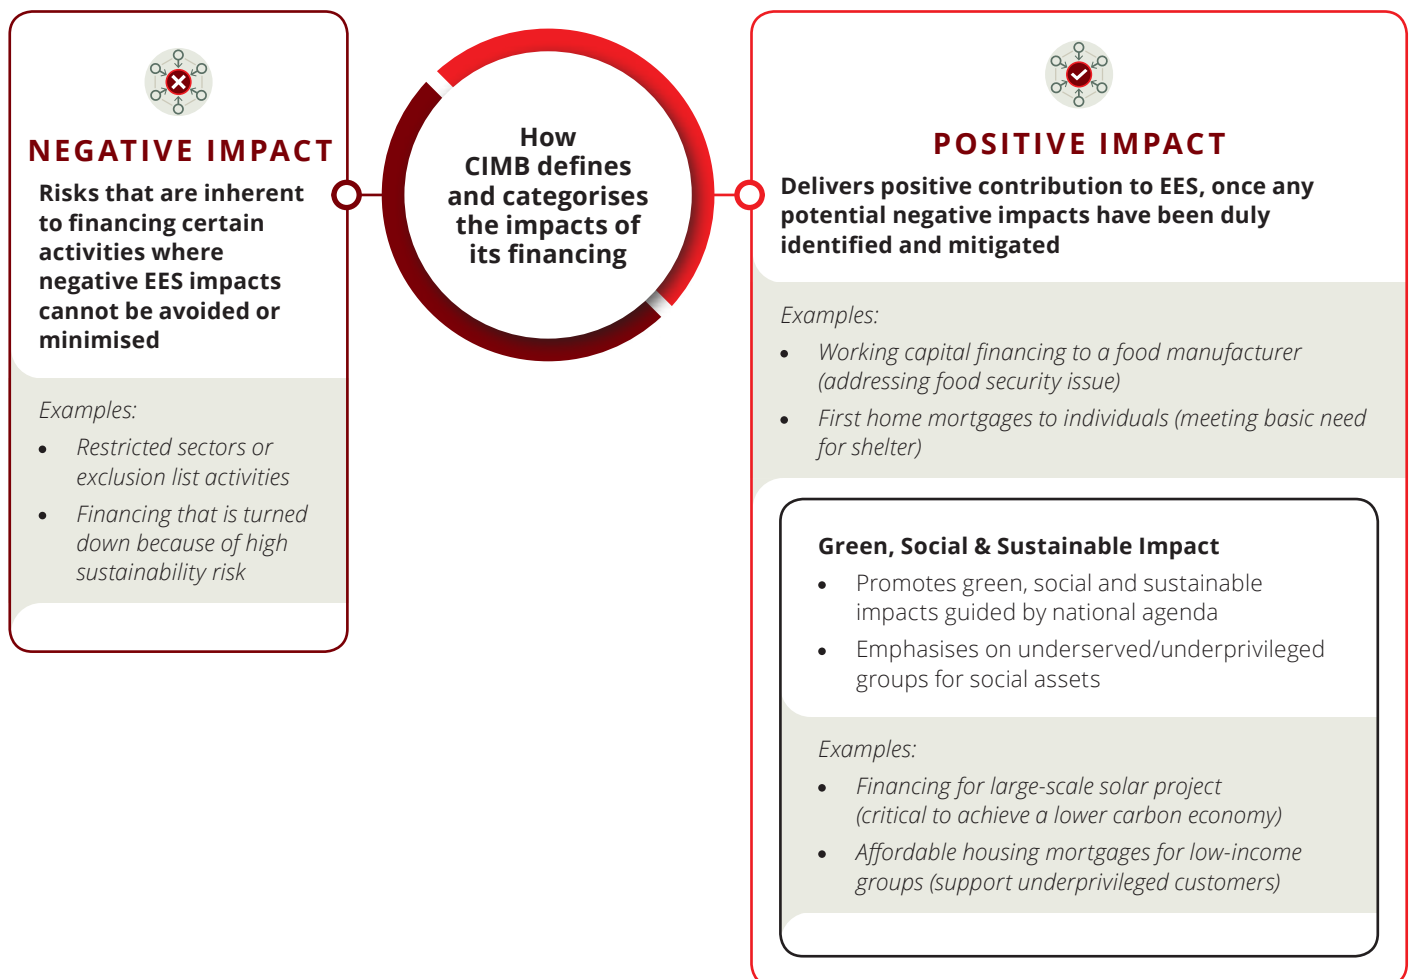 NEGATIVE IMPACT
Risks that are inherent
to financing certain
activities where
negative EES impacts
cannot be avoided or
minimised
Examples:
• Restricted sectors or
exclusion list activities
• Financing that is turned
down because of high
sustainability risk
How
CIMB defines
and categorises
the impacts of
its financing
POSITIVE IMPACT
Delivers positive contribution to EES, once any
potential negative impacts have been duly
identified and mitigated
Examples:
• Working capital financing to a food manufacturer
(addressing food security issue)
• First home mortgages to individuals (meeting basic need
for shelter)
Green, Social & Sustainable Impact
• Promotes green, social and sustainable
impacts guided by national agenda
• Emphasises on underserved/underprivileged
groups for social assets
Examples:
• Financing for large-scale solar project
(critical to achieve a lower carbon economy)
• Affordable housing mortgages for low-income
groups (support underprivileged customers)